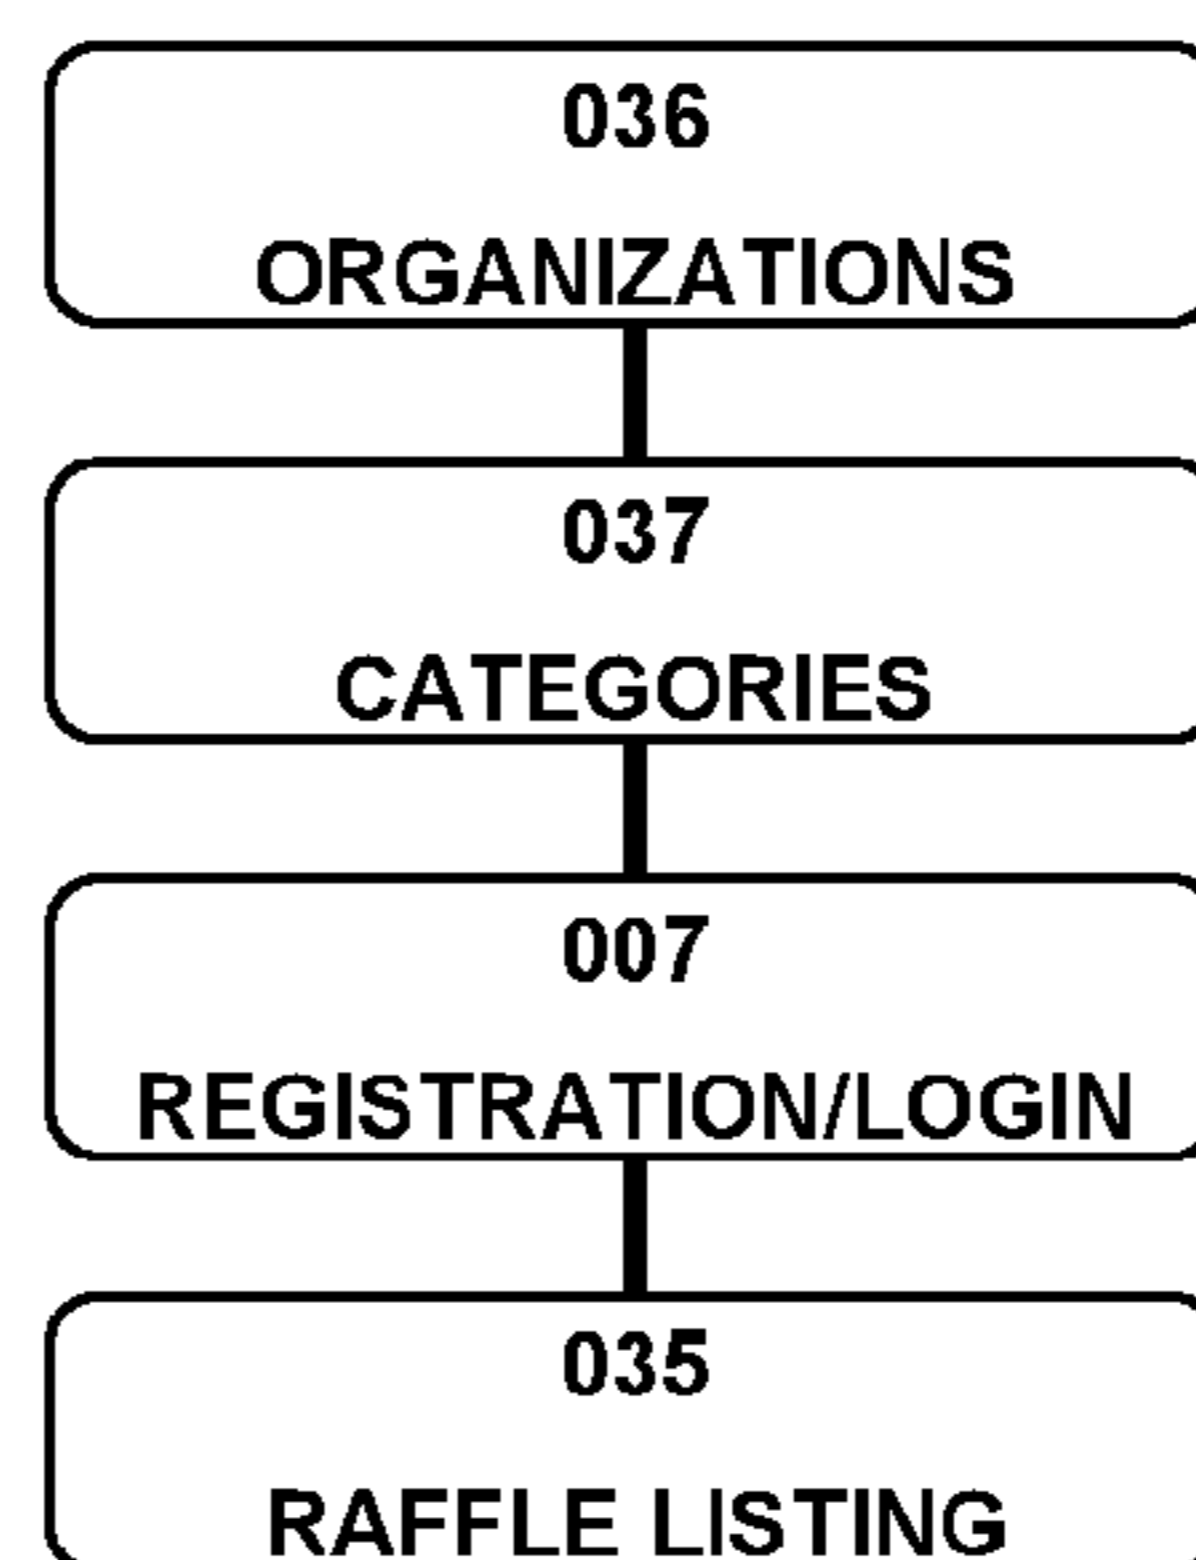 036
ORGANIZATIONS
037
CATEGORIES
007
REGISTRATION/LOGIN
035
RAFFLE LISTING